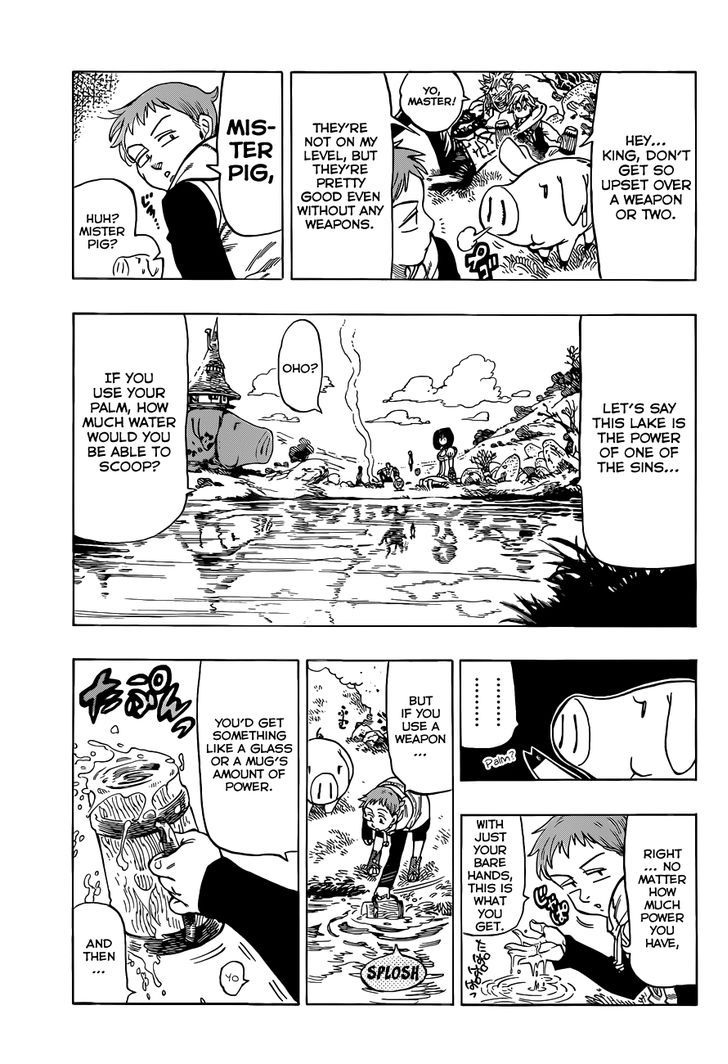 HEY...
KING, DON'T
GET SO
UPSET OVER
A WEAPON
OR TWO.
YO,
MASTER!
THEY'RE
NOT ON MY
LEVEL, BUT
THEY'RE
PRETTY
GOOD EVEN
WITHOUT ANY
WEAPONS.
MIS-
TER
PIG,
HUH?
MISTER
PIG?
LET'S SAY
THIS LAKE IS
THE POWER
OF ONE OF
THE SINS...
OHO?
IF YOU
USE YOUR
PALM, HOW
MUCH WATER
WOULD YOU
BE ABLE TO
SCOOP?
Palm?
RIGHT
... NO
MATTER
HOW
MUCH
POWER
YOU
HAVE,
WITH
JUST
YOUR
BARE
HANDS,
THIS IS
WHAT
YOU
GET.
BUT
IF YOU
USE A
WEAPON
...
SPLOSH
YOU'D GET
SOMETHING
LIKE A GLASS
OR A MUG'S
AMOUNT OF
POWER.
たぷんっ
YO
AND
THEN
...